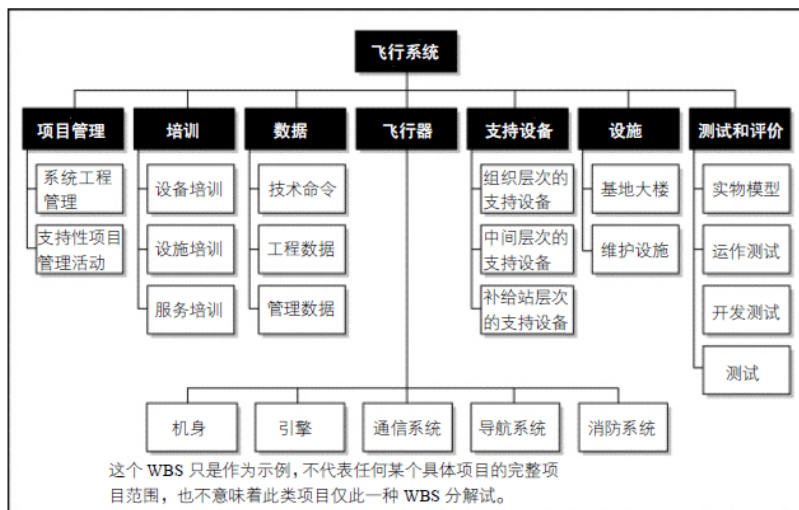 飞行系统
项目管理
培训
数据
飞行器
支持设备
设施
测试和评价
系统工程
管理
支持性项目
管理活动
设备培训
设施培训
服务培训
技术命令
工程数据
管理数据
组织层次的
支持设备
中间层次的
支持设备
补给站层次
的支持设备
基地大楼
维护设施
实物模型
运作测试
开发测试
测试
机身
引擎
通信系统
导航系统
消防系统
这个 WBS 只是作为示例，不代表任何某个具体项目的完整项
目范围，也不意味着此类项目仅此一种 WBS 分解试。